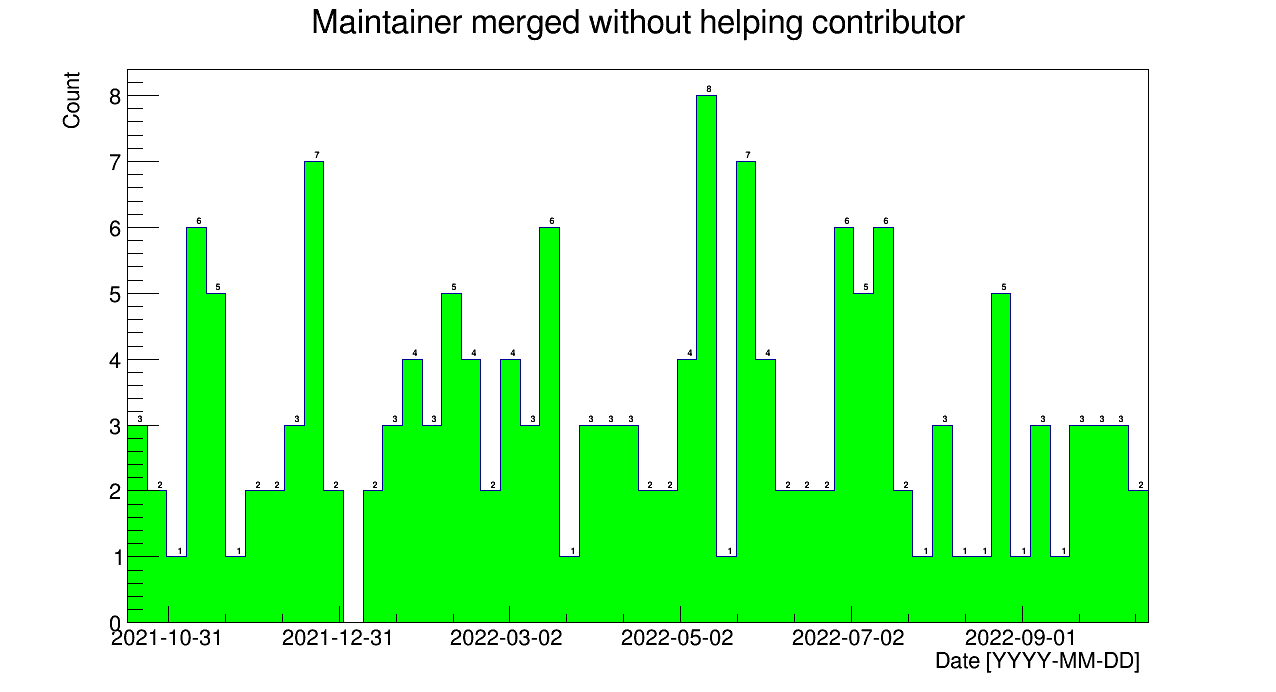 Maintainer merged without helping contributor
Count
8
7
6
5
4
3
2
1
0
3 2 1 6 5 1 2 2 3 7 2 2 3 4 3 5 4 2 4 3 6 1 3 3 3 2 2 4 8 1 7 4 2 2 2 6 5 6 2 1 3 1 1 5 1 3 1 3 3 3 2
2021-10-31 2021-12-31 2022-03-02 2022-05-02 2022-07-02 2022-09-01
Date [YYYY-MM-DD]